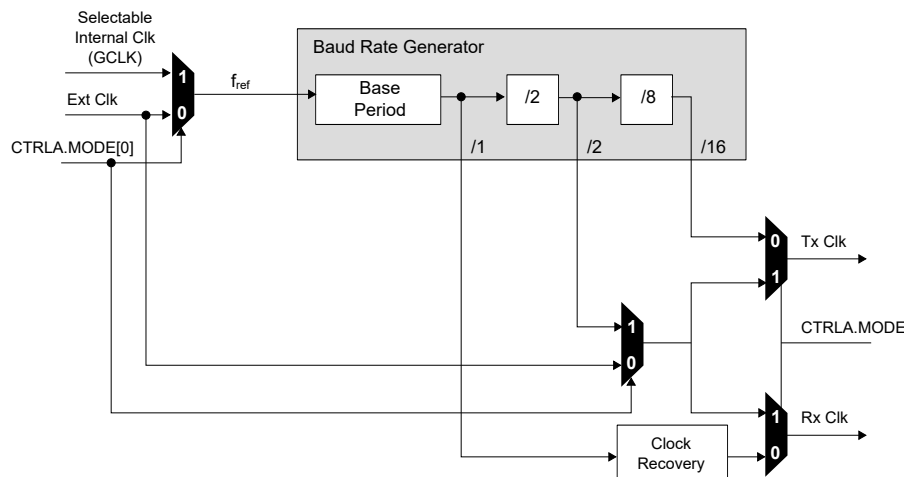 Selectable
Internal Clk
(GCLK)
Baud Rate Generator
1
f_ref
Base
Period
/2
/8
Ext Clk
0
CTRLA.MODE[0]
/1
/2
/16
0
Tx Clk
1
1
CTRLA.MODE
0
1
Rx Clk
Clock
Recovery
0